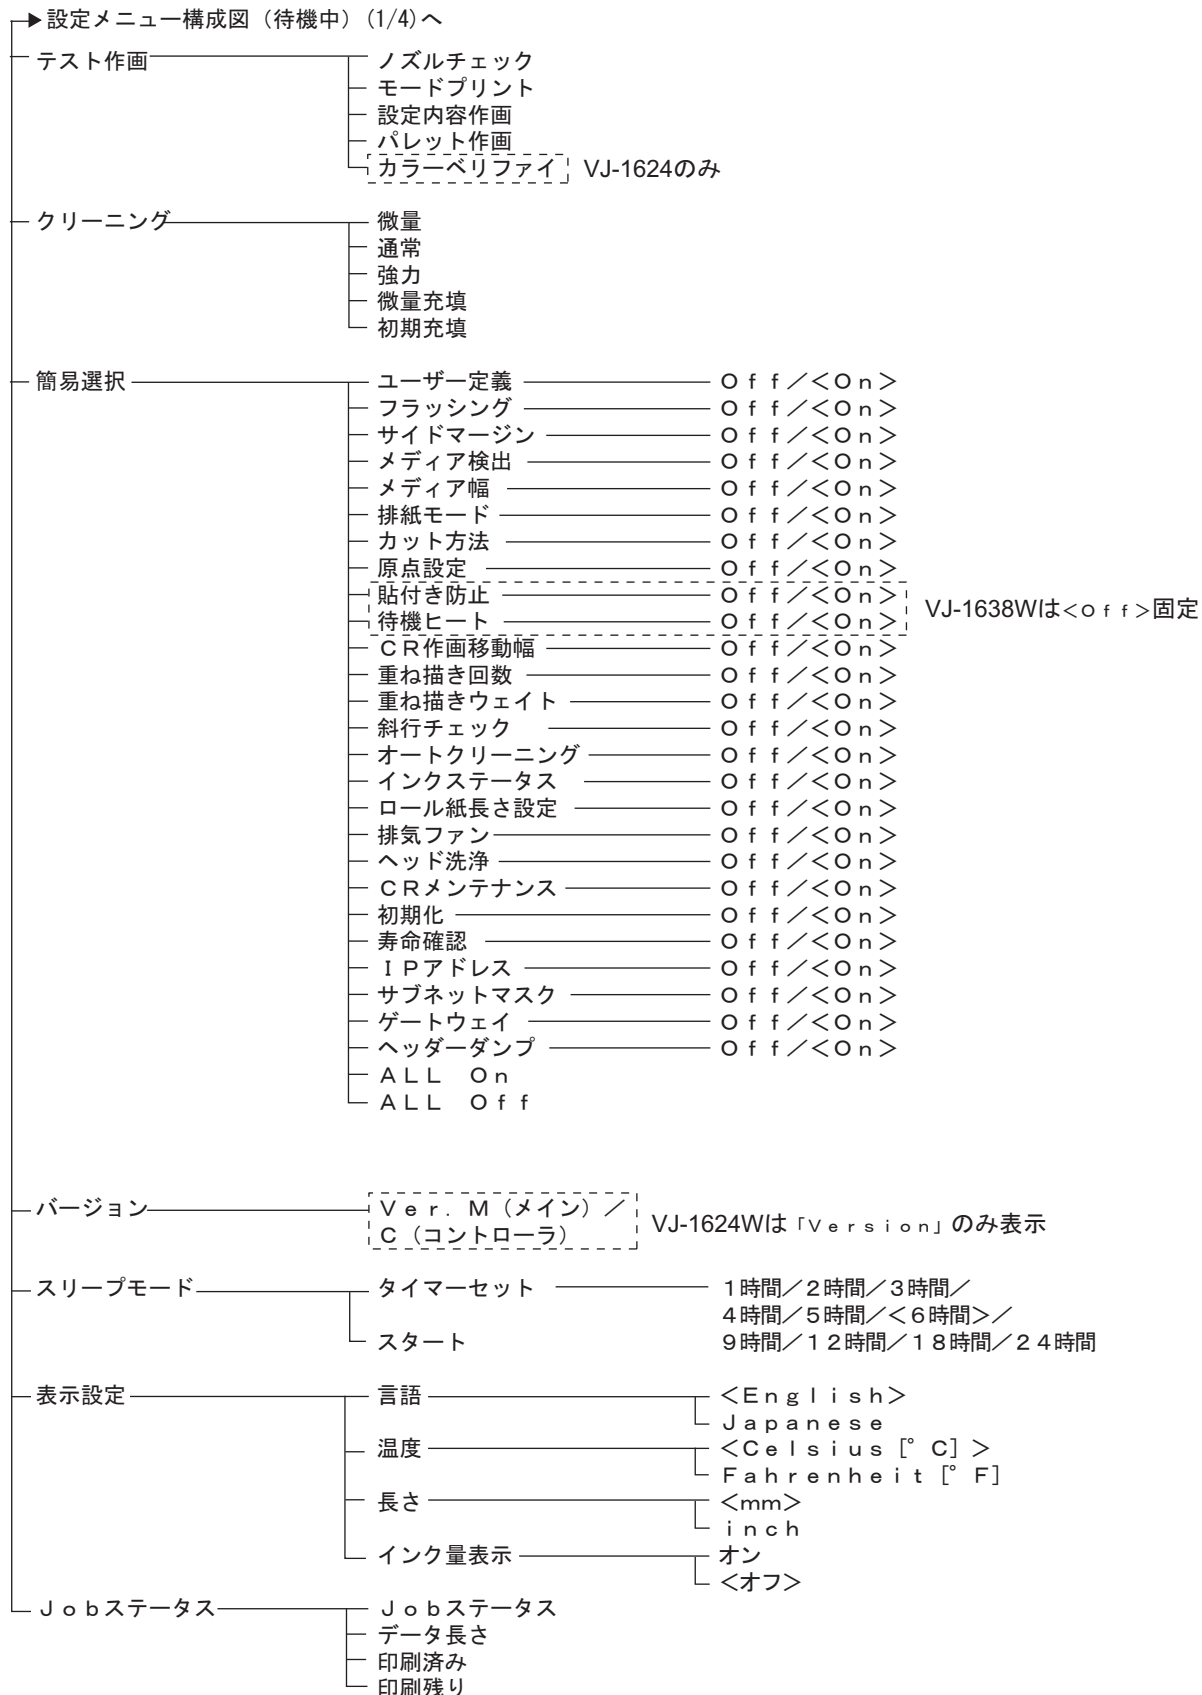 設定メニュー構成図（待機中）(1/4)へ
テスト作画 ノズルチェック
モードプリント
設定内容作画
パレット作画
カラーベリファイ VJ-1624のみ
クリーニング 微量
通常
強力
微量充填
初期充填
簡易選択 ユーザー定義 Ｏｆｆ／＜Ｏｎ＞
フラッシング Ｏｆｆ／＜Ｏｎ＞
サイドマージン Ｏｆｆ／＜Ｏｎ＞
メディア検出 Ｏｆｆ／＜Ｏｎ＞
メディア幅 Ｏｆｆ／＜Ｏｎ＞
排紙モード Ｏｆｆ／＜Ｏｎ＞
カット方法 Ｏｆｆ／＜Ｏｎ＞
原点設定 Ｏｆｆ／＜Ｏｎ＞
貼付き防止 Ｏｆｆ／＜Ｏｎ＞
待機ヒート Ｏｆｆ／＜Ｏｎ＞ VJ-1638Wは＜Ｏｆｆ＞固定
ＣＲ作画移動幅 Ｏｆｆ／＜Ｏｎ＞
重ね描き回数 Ｏｆｆ／＜Ｏｎ＞
重ね描きウェイト Ｏｆｆ／＜Ｏｎ＞
斜行チェック Ｏｆｆ／＜Ｏｎ＞
オートクリーニング Ｏｆｆ／＜Ｏｎ＞
インクステータス Ｏｆｆ／＜Ｏｎ＞
ロール紙長さ設定 Ｏｆｆ／＜Ｏｎ＞
排気ファン Ｏｆｆ／＜Ｏｎ＞
ヘッド洗浄 Ｏｆｆ／＜Ｏｎ＞
ＣＲメンテナンス Ｏｆｆ／＜Ｏｎ＞
初期化 Ｏｆｆ／＜Ｏｎ＞
寿命確認 Ｏｆｆ／＜Ｏｎ＞
ＩＰアドレス Ｏｆｆ／＜Ｏｎ＞
サブネットマスク Ｏｆｆ／＜Ｏｎ＞
ゲートウェイ Ｏｆｆ／＜Ｏｎ＞
ヘッダーダンプ Ｏｆｆ／＜Ｏｎ＞
ＡＬＬ　Ｏｎ
ＡＬＬ　Ｏｆｆ
バージョン Ｖｅｒ．Ｍ（メイン）／
Ｃ（コントローラ） VJ-1624Wは「Ｖｅｒｓｉｏｎ」のみ表示
スリープモード タイマーセット １時間／２時間／３時間／
４時間／５時間／＜６時間＞／
スタート ９時間／１２時間／１８時間／２４時間
表示設定 言語 ＜Ｅｎｇｌｉｓｈ＞
Ｊａｐａｎｅｓｅ
温度 ＜Ｃｅｌｓｉｕｓ［°Ｃ］＞
Ｆａｈｒｅｎｈｅｉｔ［°Ｆ］
長さ ＜mm＞
ｉｎｃｈ
インク量表示 オン
＜オフ＞
Ｊｏｂステータス Ｊｏｂステータス
データ長さ
印刷済み
印刷残り